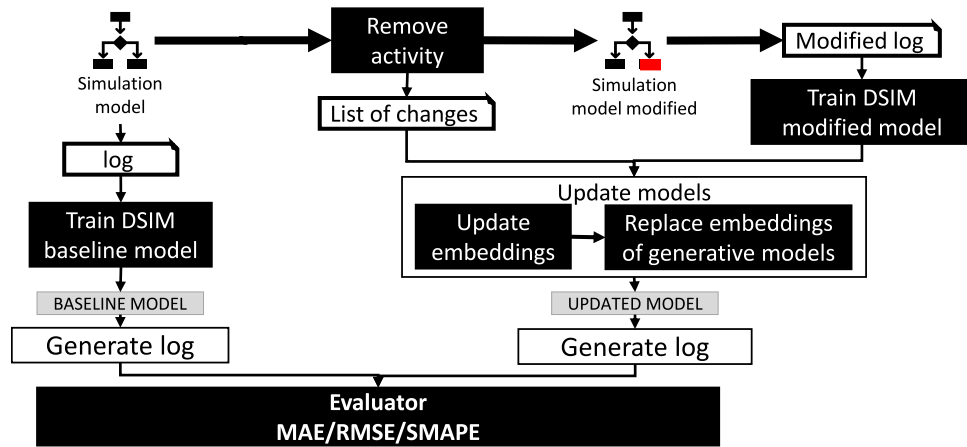 Simulation
model
Remove
activity
Simulation
model modified
Modified log
List of changes
Train DSIM
modified model
log
Train DSIM
baseline model
Update models
Update
embeddings
Replace embeddings
of generative models
BASELINE MODEL
UPDATED MODEL
Generate log
Generate log
Evaluator
MAE/RMSE/SMAPE